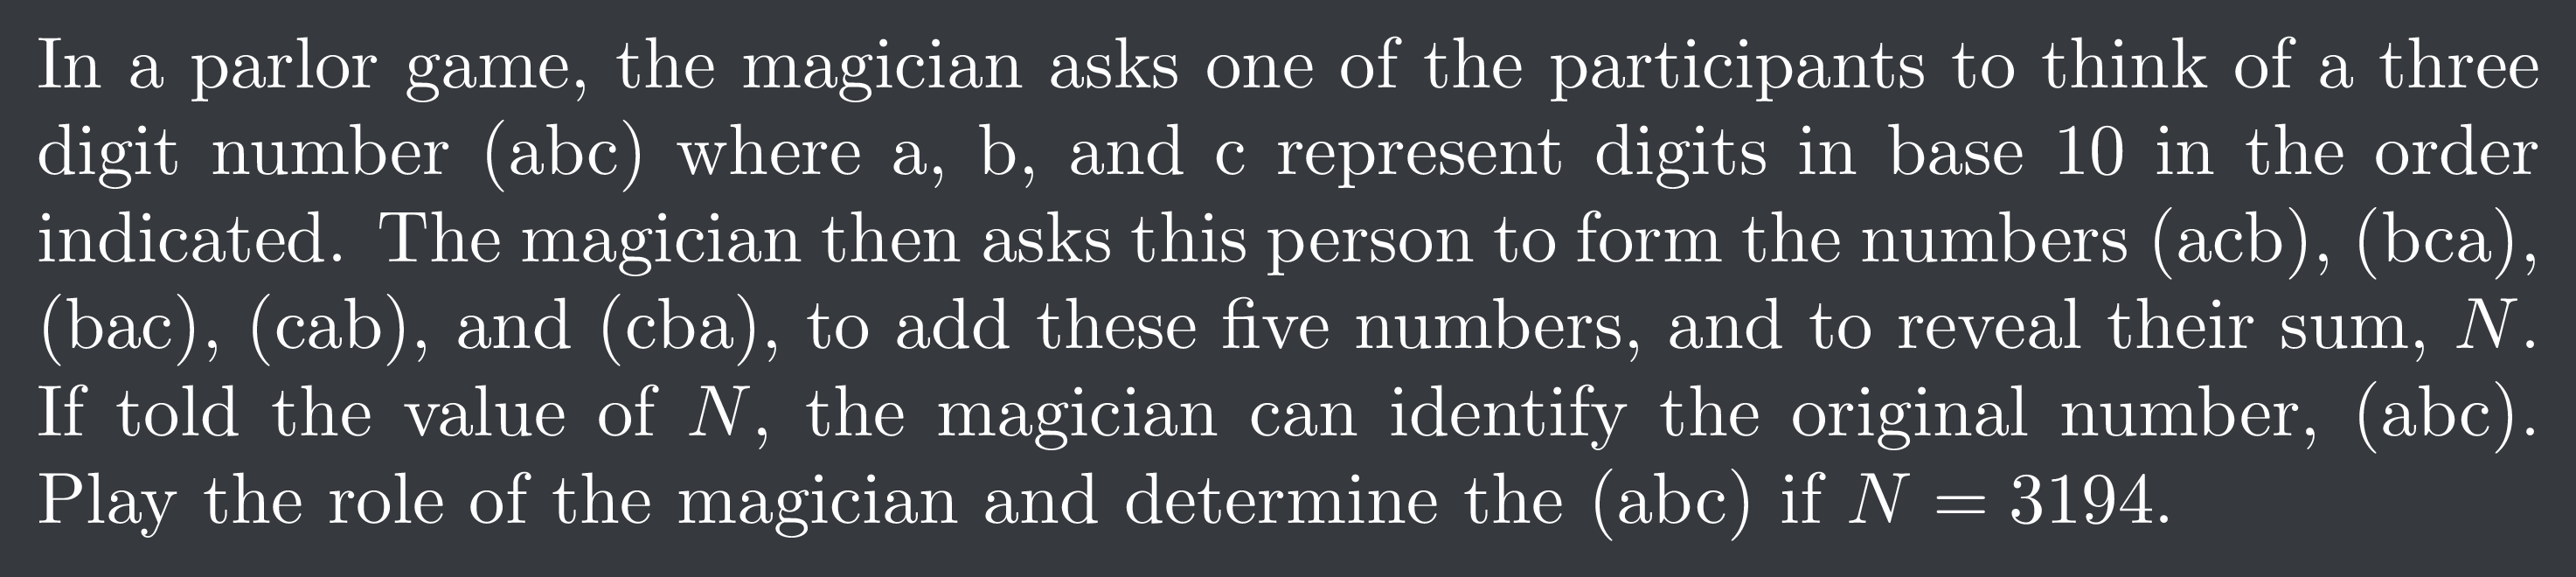 In a parlor game, the magician asks one of the participants to think of a three
digit number (abc) where a, b, and c represent digits in base 10 in the order
indicated. The magician then asks this person to form the numbers (acb), (bca),
(bac), (cab), and (cba), to add these five numbers, and to reveal their sum, N.
If told the value of N, the magician can identify the original number, (abc).
Play the role of the magician and determine the (abc) if N = 3194.